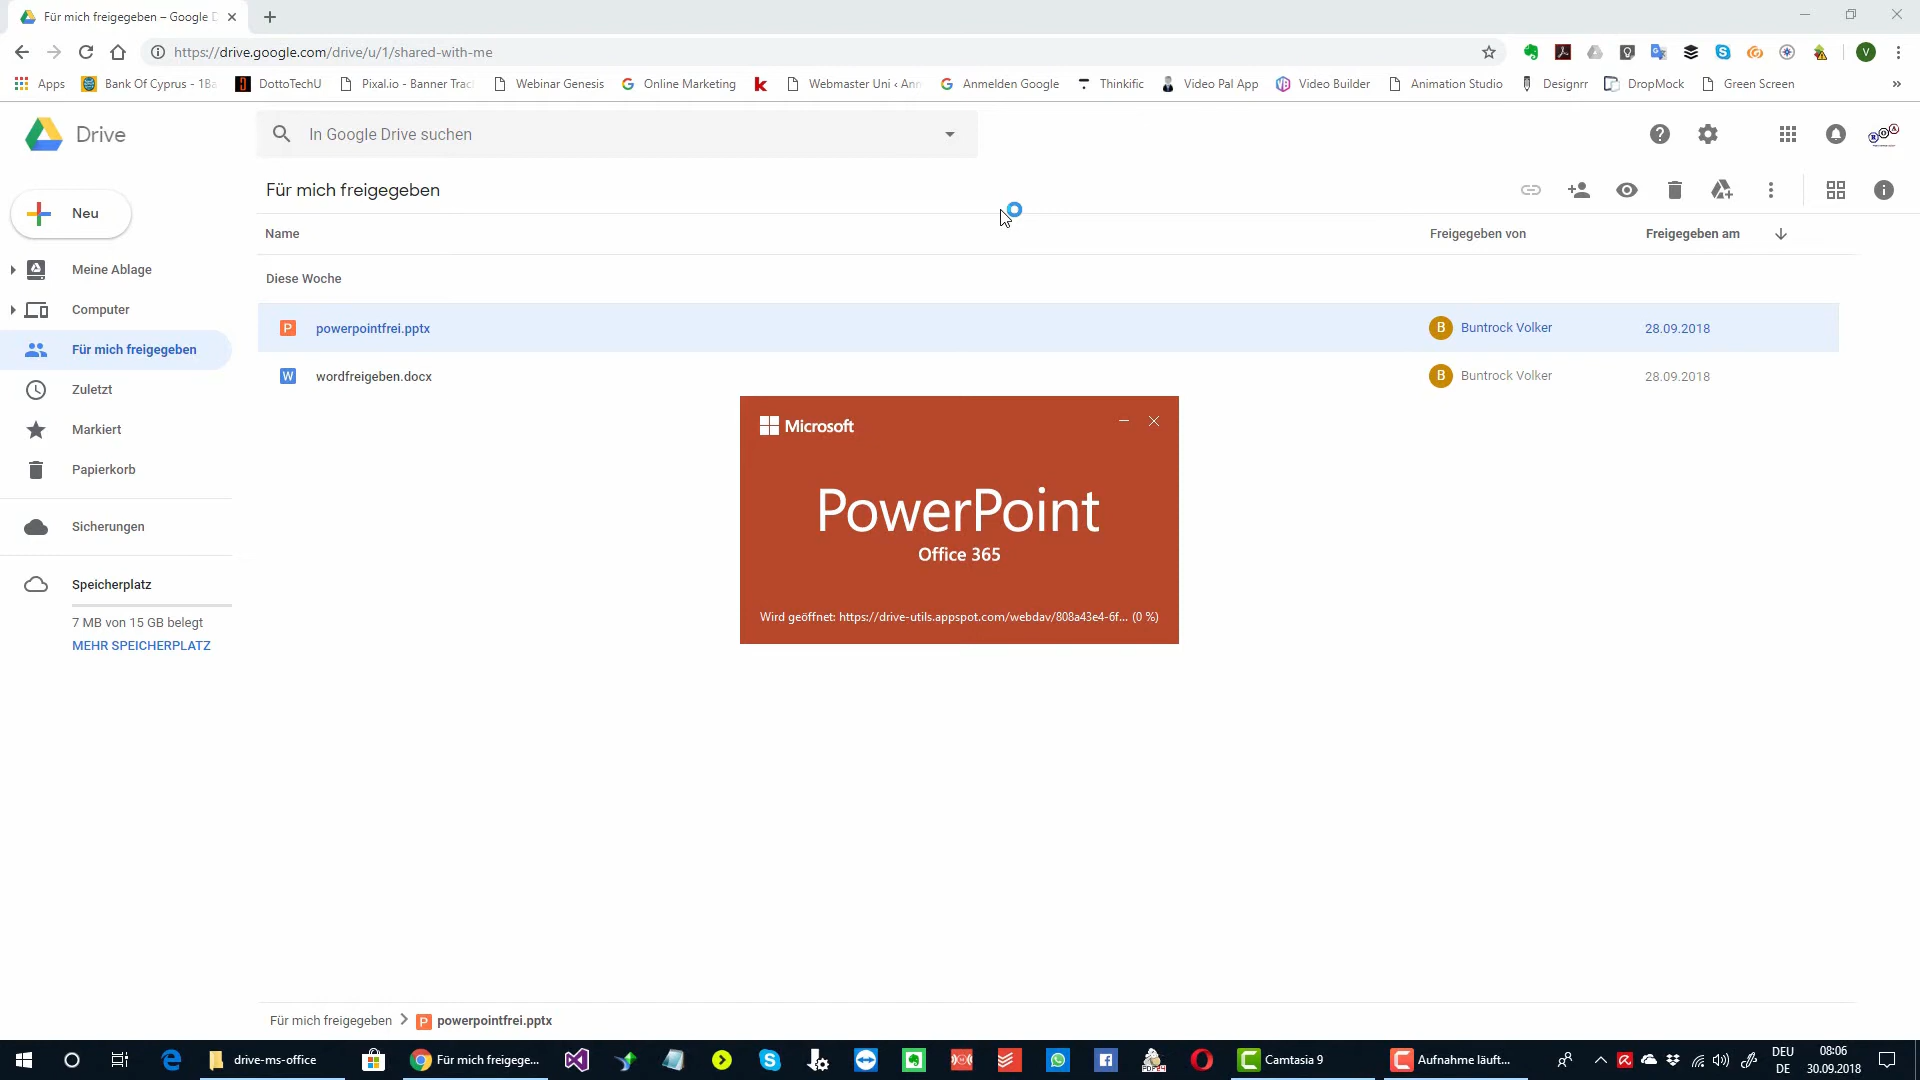 Für mich freigegeben – Google D
https://drive.google.com/drive/u/1/shared-with-me
Apps
Bank Of Cyprus - 1Ba
DottoTechU
Pixal.io - Banner Trac
Webinar Genesis
Online Marketing
Webmaster Uni ‹ Ann
Anmelden Google
Thinkific
Video Pal App
Video Builder
Animation Studio
Designrr
DropMock
Green Screen
»
Drive
In Google Drive suchen
Für mich freigegeben
Neu
Name
Freigegeben von
Freigegeben am
Meine Ablage
Diese Woche
Computer
P powerpointfrei.pptx
B Buntrock Volker
28.09.2018
Für mich freigegeben
W wordfreigeben.docx
B Buntrock Volker
28.09.2018
Zuletzt
Markiert
Papierkorb
Sicherungen
Speicherplatz
7 MB von 15 GB belegt
MEHR SPEICHERPLATZ
Microsoft
PowerPoint
Office 365
Wird geöffnet: https://drive-utils.appspot.com/webdav/808a43e4-6f... (0 %)
Für mich freigegeben
P powerpointfrei.pptx
drive-ms-office
Für mich freigege...
Camtasia 9
Aufnahme läuft...
DEU
DE
08:06
30.09.2018